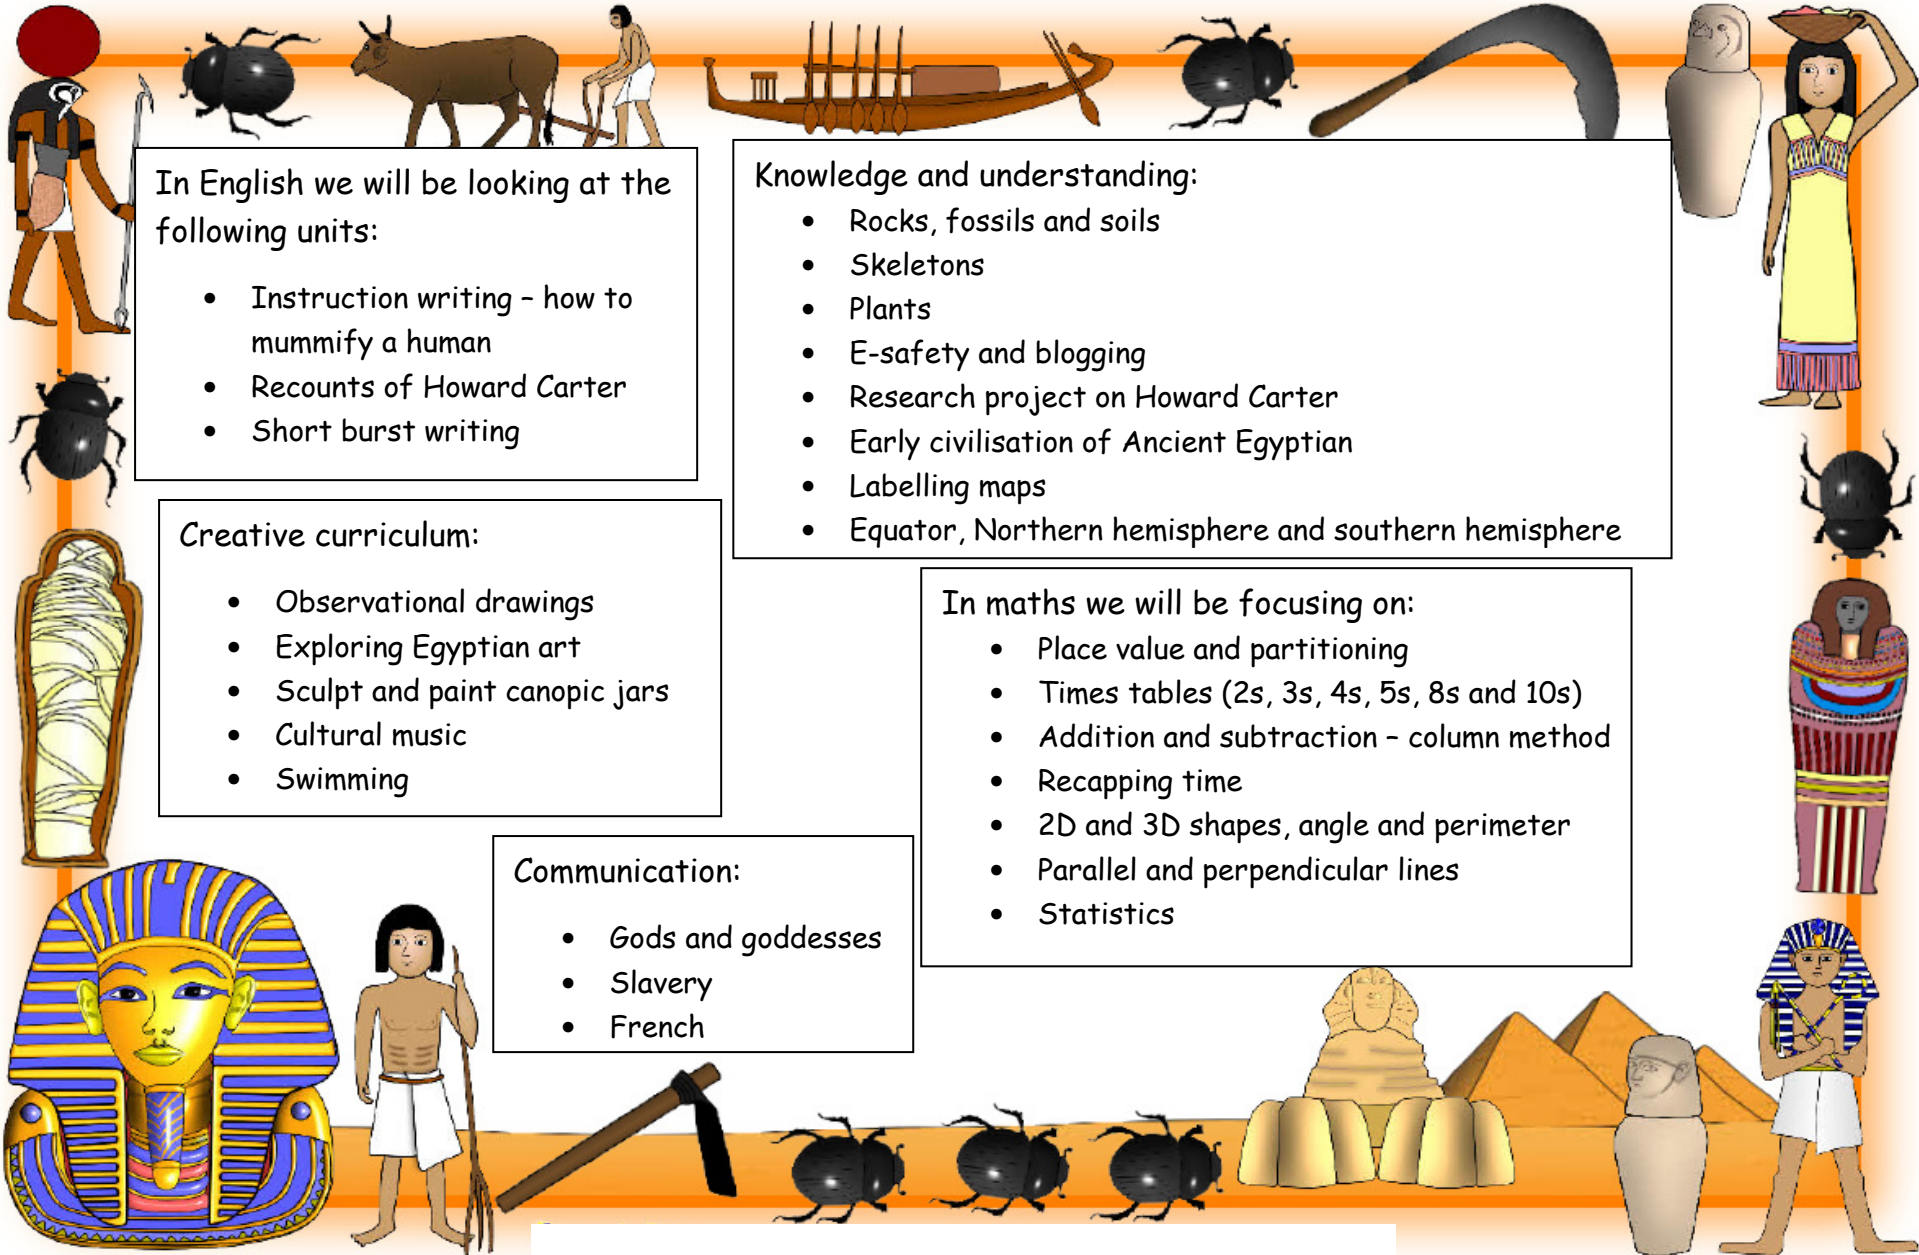 In English we will be looking at the
following units:
• Instruction writing – how to
mummify a human
• Recounts of Howard Carter
• Short burst writing
Knowledge and understanding:
• Rocks, fossils and soils
• Skeletons
• Plants
• E-safety and blogging
• Research project on Howard Carter
• Early civilisation of Ancient Egyptian
• Labelling maps
• Equator, Northern hemisphere and southern hemisphere
Creative curriculum:
• Observational drawings
• Exploring Egyptian art
• Sculpt and paint canopic jars
• Cultural music
• Swimming
In maths we will be focusing on:
• Place value and partitioning
• Times tables (2s, 3s, 4s, 5s, 8s and 10s)
• Addition and subtraction – column method
• Recapping time
• 2D and 3D shapes, angle and perimeter
• Parallel and perpendicular lines
• Statistics
Communication:
• Gods and goddesses
• Slavery
• French